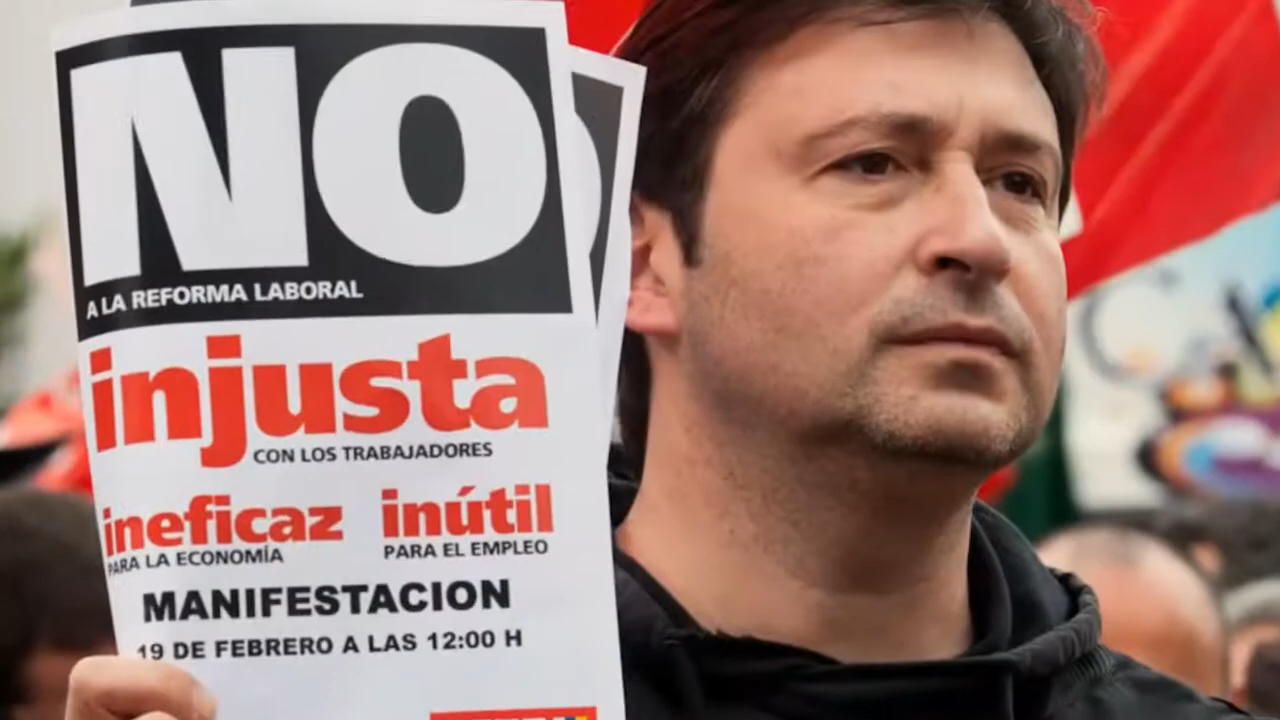 NO
A LA REFORMA LABORAL
injusta
CON LOS TRABAJADORES
ineficaz inútil
PARA LA ECONOMÍA PARA EL EMPLEO
MANIFESTACION
19 DE FEBRERO A LAS 12:00 H